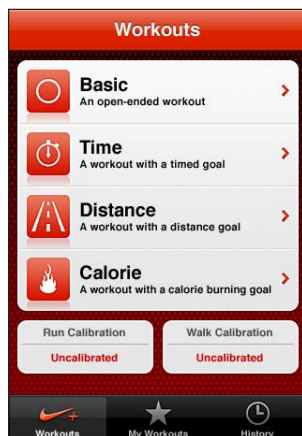 Workouts
Basic
An open-ended workout
Time
A workout with a timed goal
Distance
A workout with a distance goal
Calorie
A workout with a calorie burning goal
Run Calibration
Walk Calibration
Uncalibrated
Uncalibrated
Workouts
My Workouts
History